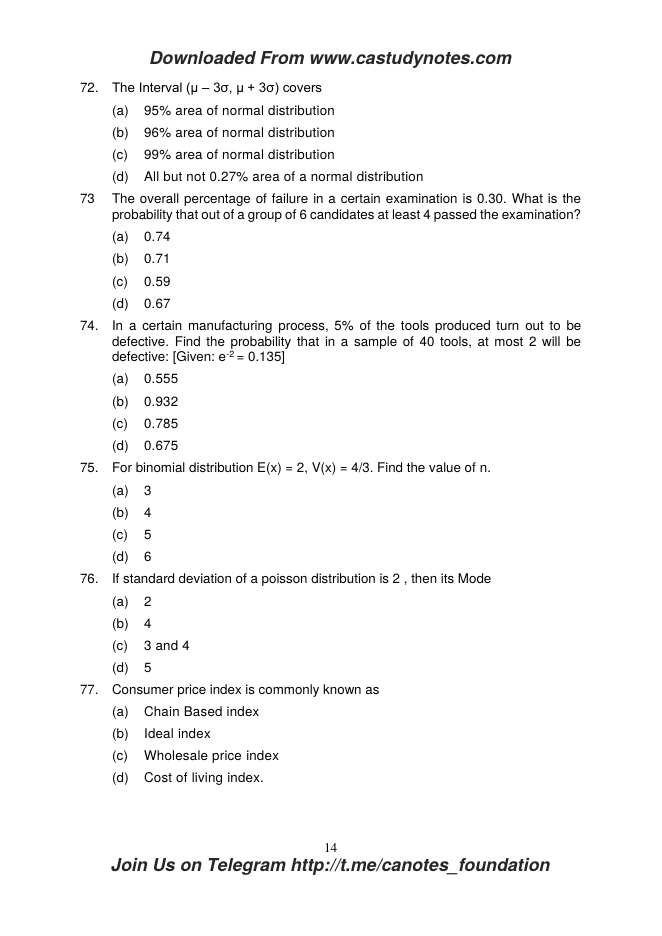 Downloaded From www.castudynotes.com
72. The Interval (μ – 3σ, μ + 3σ) covers
(a) 95% area of normal distribution
(b) 96% area of normal distribution
(c) 99% area of normal distribution
(d) All but not 0.27% area of a normal distribution
73 The overall percentage of failure in a certain examination is 0.30. What is the
probability that out of a group of 6 candidates at least 4 passed the examination?
(a) 0.74
(b) 0.71
(c) 0.59
(d) 0.67
74. In a certain manufacturing process, 5% of the tools produced turn out to be
defective. Find the probability that in a sample of 40 tools, at most 2 will be
defective: [Given: e⁻² = 0.135]
(a) 0.555
(b) 0.932
(c) 0.785
(d) 0.675
75. For binomial distribution E(x) = 2, V(x) = 4/3. Find the value of n.
(a) 3
(b) 4
(c) 5
(d) 6
76. If standard deviation of a poisson distribution is 2 , then its Mode
(a) 2
(b) 4
(c) 3 and 4
(d) 5
77. Consumer price index is commonly known as
(a) Chain Based index
(b) Ideal index
(c) Wholesale price index
(d) Cost of living index.
14
Join Us on Telegram http://t.me/canotes_foundation